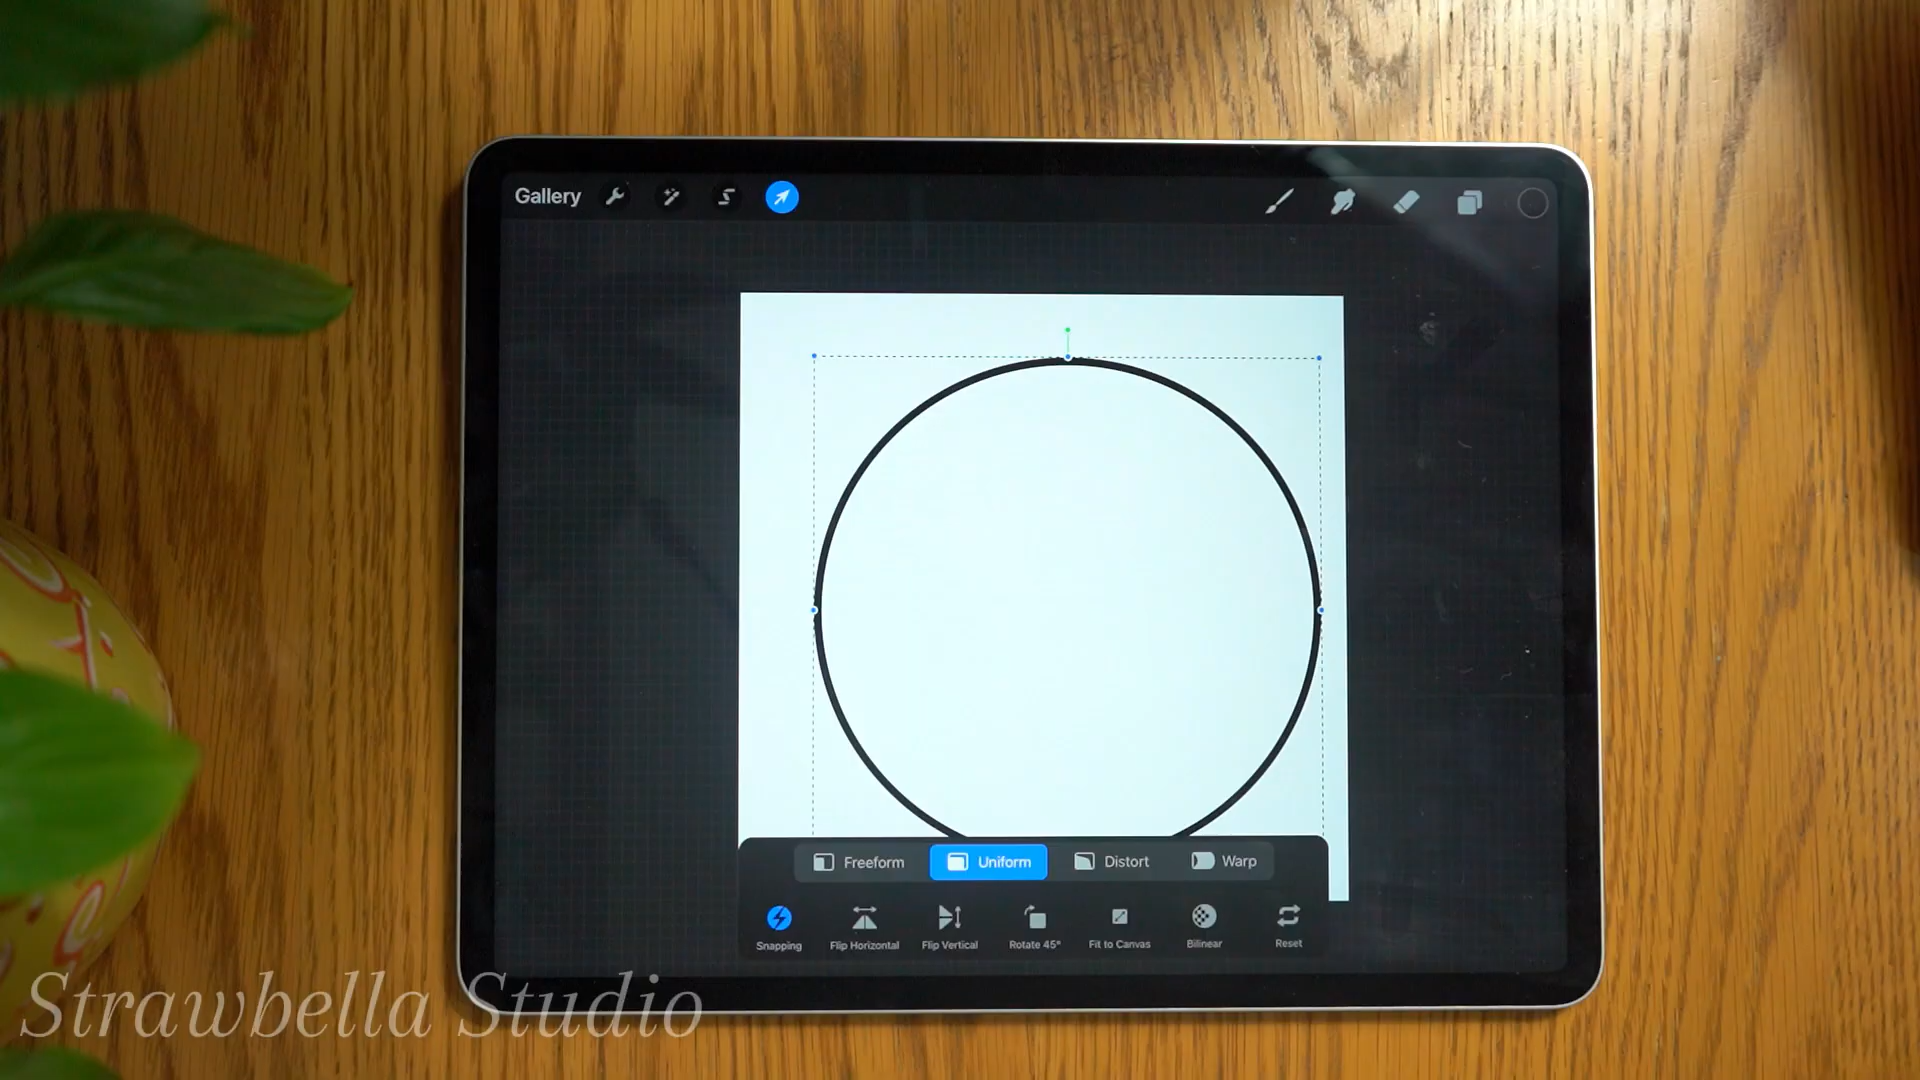 Gallery
Freeform Uniform Distort Warp
Snapping Flip Horizontal Flip Vertical Rotate 45° Fit to Canvas Bilinear Reset
Strawbella Studio